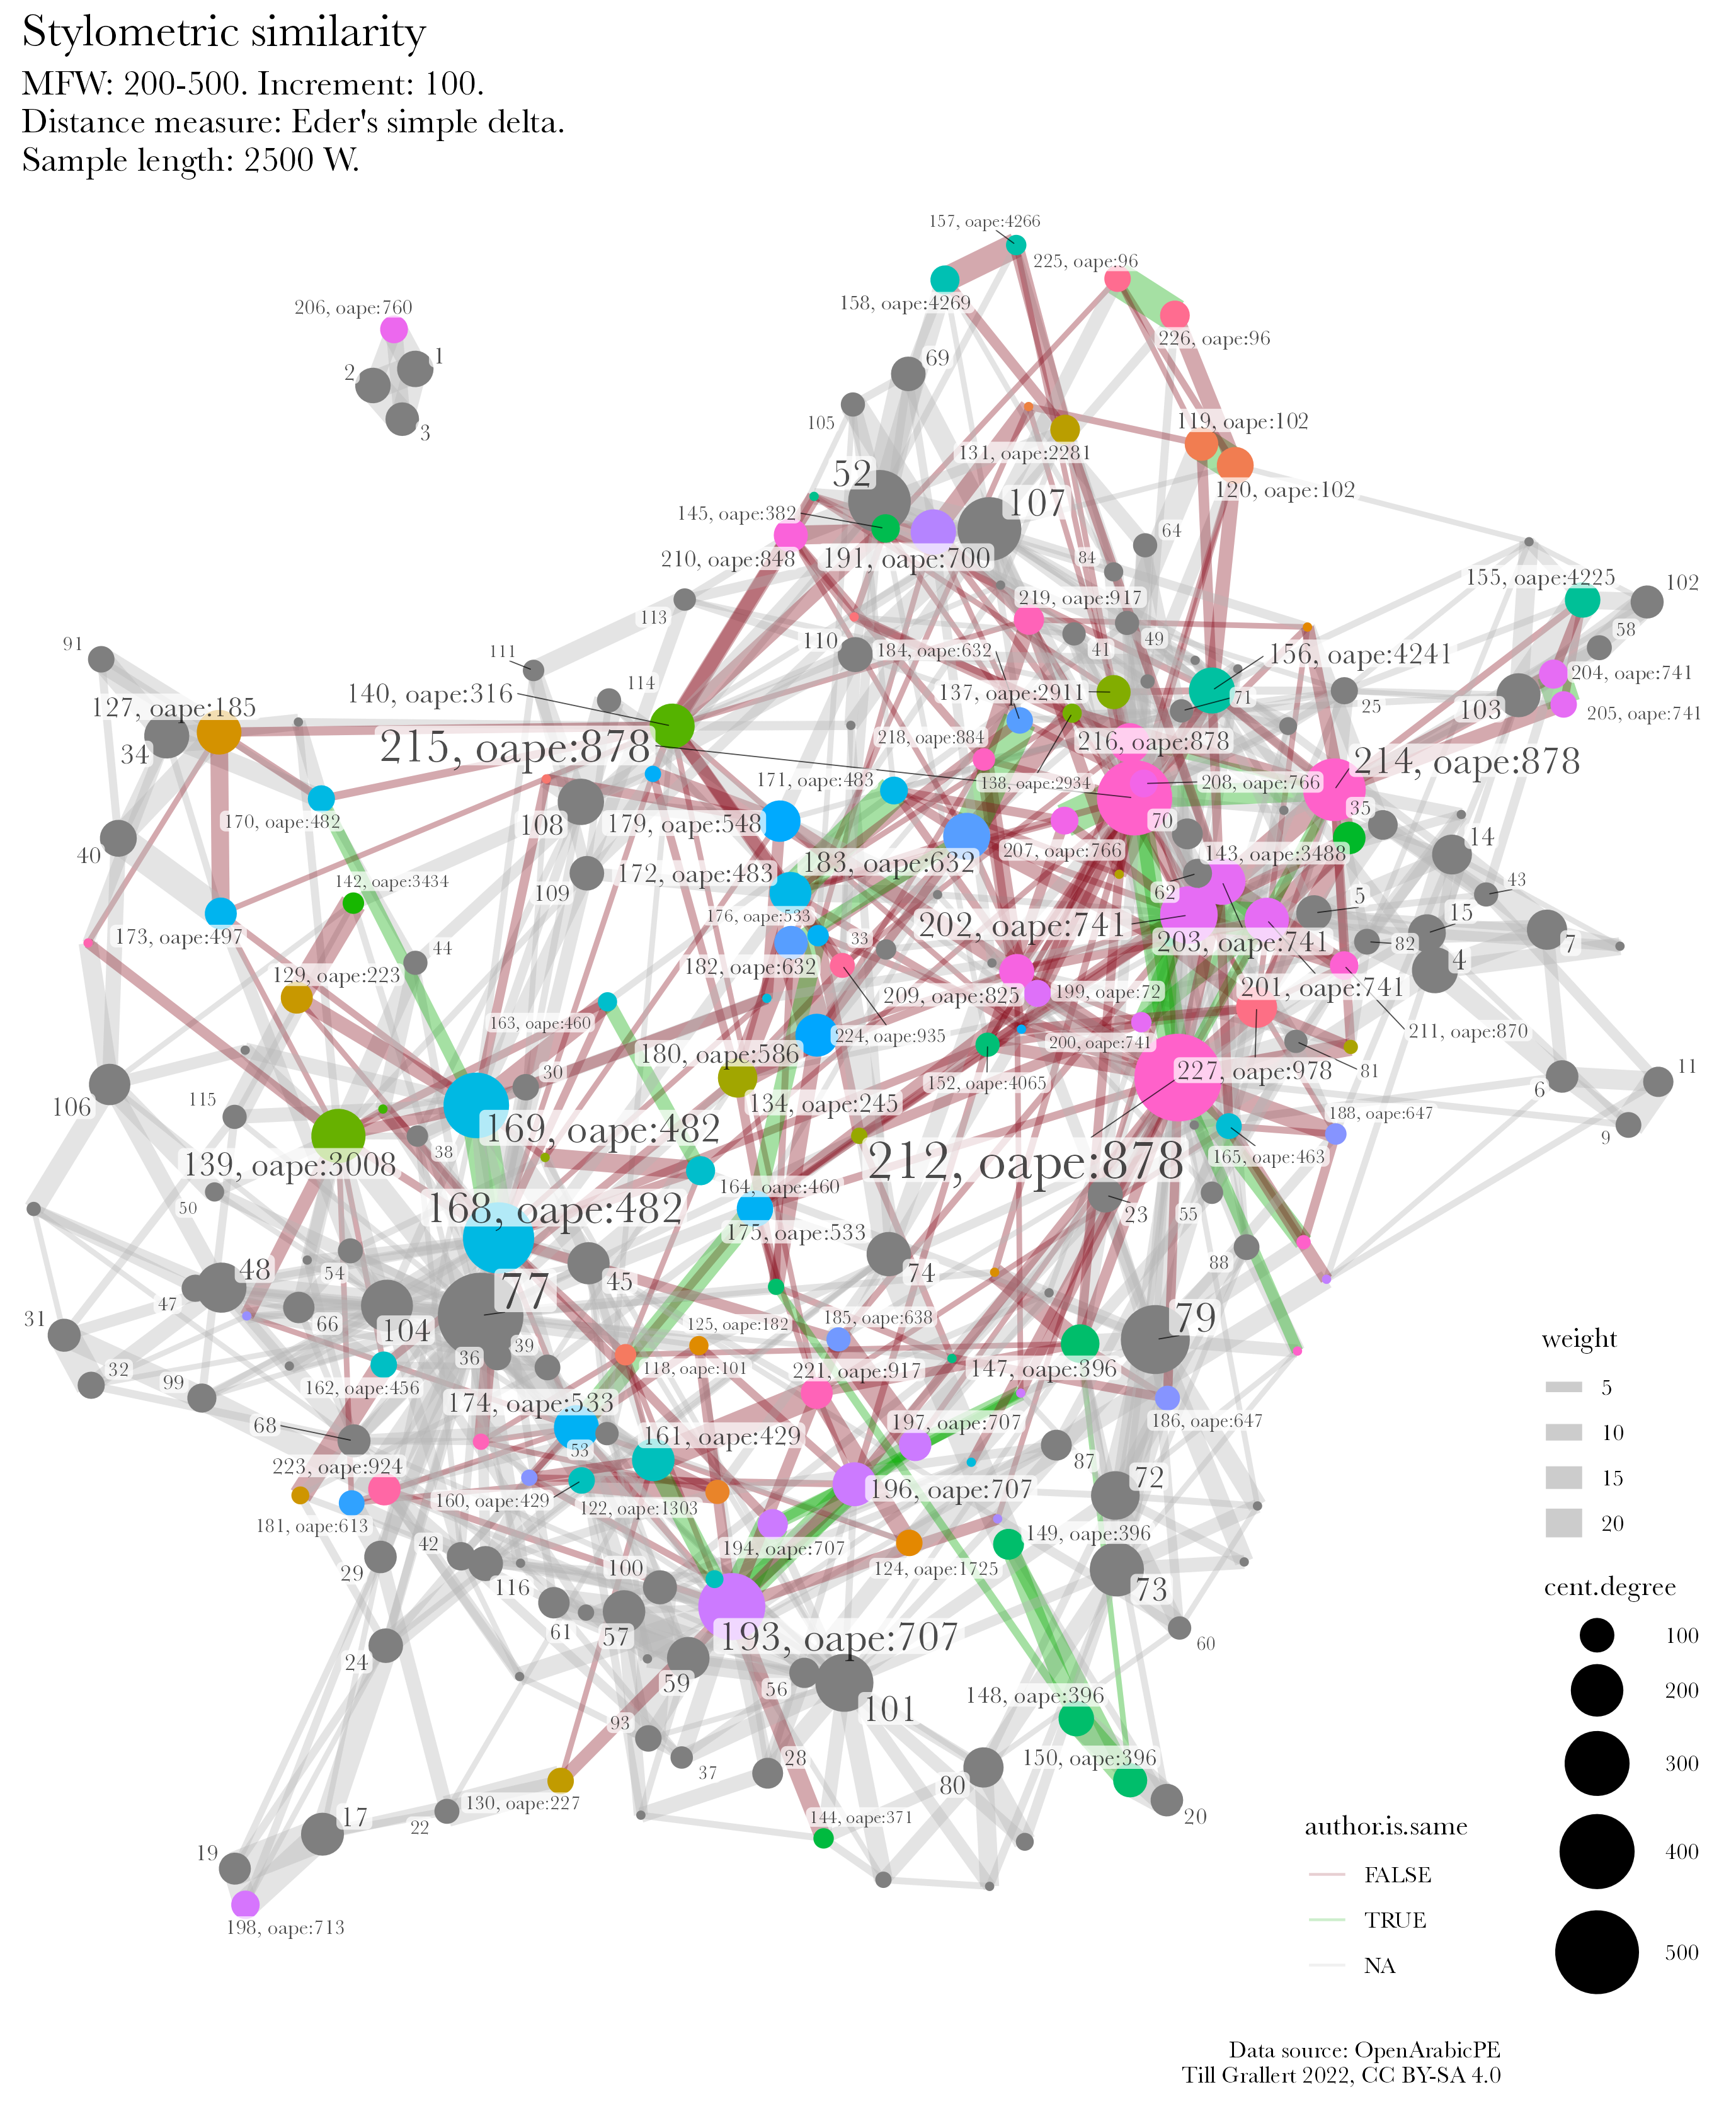 Stylometric similarity
MFW: 200-500. Increment: 100.
Distance measure: Eder's simple delta.
Sample length: 2500 W.
157, oape:4266
225, oape:96
158, oape:4269
206, oape:760
226, oape:96
1
2
3
69
105
119, oape:102
131, oape:2281
52
120, oape:102
107
145, oape:382
64
210, oape:848
191, oape:700
84
155, oape:4225
102
219, oape:917
113
58
49
91
110
184, oape:632
41
111
156, oape:4241
204, oape:741
114
140, oape:316
137, oape:2911
71
25
103
205, oape:741
127, oape:185
34
215, oape:878
218, oape:884
216, oape:878
214, oape:878
171, oape:483
138, oape:2934
208, oape:766
35
170, oape:482
108
179, oape:548
70
14
40
183, oape:632
207, oape:766
143, oape:3488
142, oape:3434
109
172, oape:483
62
43
5
15
176, oape:533
202, oape:741
173, oape:497
33
203, oape:741
82
7
44
182, oape:632
4
129, oape:223
209, oape:825
199, oape:72
201, oape:741
163, oape:460
224, oape:935
211, oape:870
180, oape:586
200, oape:741
30
227, oape:978
81
11
106
152, oape:4065
6
115
134, oape:245
188, oape:647
169, oape:482
9
38
139, oape:3008
212, oape:878
165, oape:463
164, oape:460
50
168, oape:482
23
55
175, oape:533
88
48
54
45
74
77
47
31
66
104
125, oape:182
185, oape:638
79
39
36
118, oape:101
221, oape:917
147, oape:396
32
99
162, oape:456
174, oape:533
197, oape:707
186, oape:647
68
53
161, oape:429
87
223, oape:924
72
160, oape:429
122, oape:1303
196, oape:707
181, oape:613
149, oape:396
194, oape:707
42
124, oape:1725
29
100
116
73
61
57
193, oape:707
60
24
59
56
148, oape:396
101
93
150, oape:396
28
37
80
130, oape:227
144, oape:371
20
17
22
19
198, oape:713
weight
5
10
15
20
cent.degree
100
200
300
400
500
author.is.same
FALSE
TRUE
NA
Data source: OpenArabicPE
Till Grallert 2022, CC BY-SA 4.0